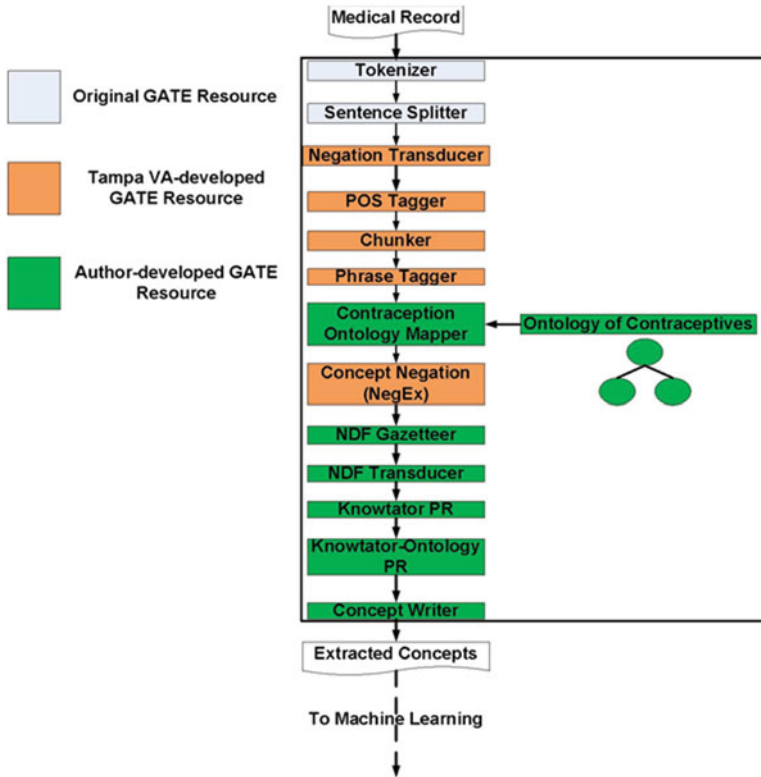 Medical Record
Tokenizer
Original GATE Resource
Sentence Splitter
Negation Transducer
Tampa VA-developed
GATE Resource
POS Tagger
Chunker
Phrase Tagger
Author-developed GATE
Resource
Contraception
Ontology Mapper
Ontology of Contraceptives
Concept Negation
(NegEx)
NDF Gazetteer
NDF Transducer
Knowtator PR
Knowtator-Ontology
PR
Concept Writer
Extracted Concepts
To Machine Learning